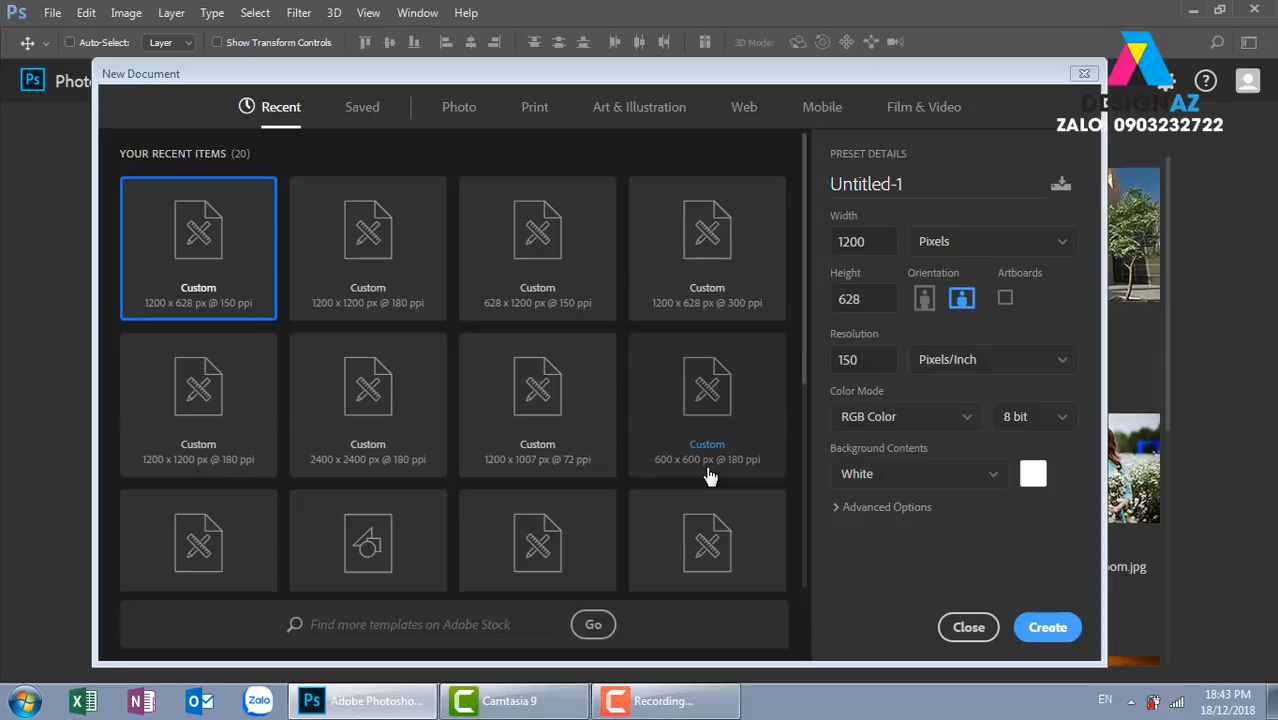 Ps File Edit Image Layer Type Select Filter 3D View Window Help
Auto-Select: Layer Show Transform Controls 3D Mode:
Ps
New Document
DESIGNAZ
ZALO: 0903232722
Recent Saved Photo Print Art & Illustration Web Mobile Film & Video
YOUR RECENT ITEMS (20)
Custom
1200 x 628 px @ 150 ppi
Custom
1200 x 1200 px @ 180 ppi
Custom
628 x 1200 px @ 150 ppi
Custom
1200 x 628 px @ 300 ppi
Custom
1200 x 1200 px @ 180 ppi
Custom
2400 x 2400 px @ 180 ppi
Custom
1200 x 1007 px @ 72 ppi
Custom
600 x 600 px @ 180 ppi
Find more templates on Adobe Stock Go
PRESET DETAILS
Untitled-1
Width
1200 Pixels
Height Orientation Artboards
628
Resolution
150 Pixels/Inch
Color Mode
RGB Color 8 bit
Background Contents
White
Advanced Options
Close Create
oom.jpg
Zalo Ps Adobe Photosho... Camtasia 9 Recording... EN 18:43 PM
18/12/2018